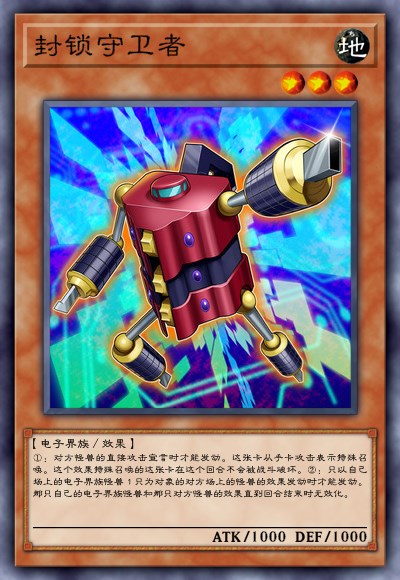 封锁守卫者
地
【电子界族／效果】
①：对方怪兽的直接攻击宣言时才能发动。这张卡从手卡攻击表示特殊召
唤。这个效果特殊召唤的这张卡在这个回合不会被战斗破坏。②：只以自己
场上的电子界族怪兽1只为对象的对方场上的怪兽的效果发动时才能发动。
那只自己的电子界族怪兽和那只对方怪兽的效果直到回合结束时无效化。
ATK/1000 DEF/1000